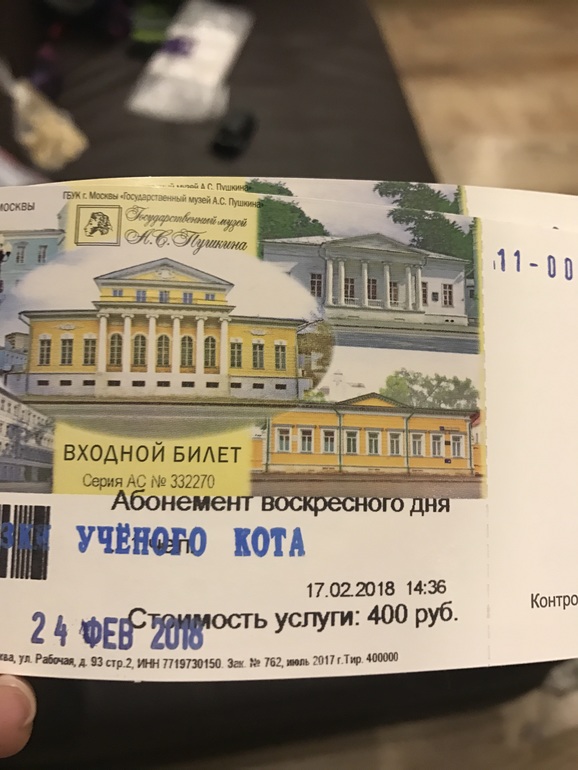 музей А.С. Пушкина»
МОСКВЫ
ГБУК г. Москвы «Государственный музей А.С. Пушкина»
Государственный музей
А.С. Пушкина
11-00
ВХОДНОЙ БИЛЕТ
Серия АС № 332270
Абонемент воскресного дня
УЧЁНОГО КОТА
17.02.2018 14:36
Стоимость услуги: 400 руб.
Контро
24 ФЕВ 2018
ул. Рабочая, д. 93 стр.2, ИНН 7719730150. Зак. № 762, июль 2017 г.Тир. 400000